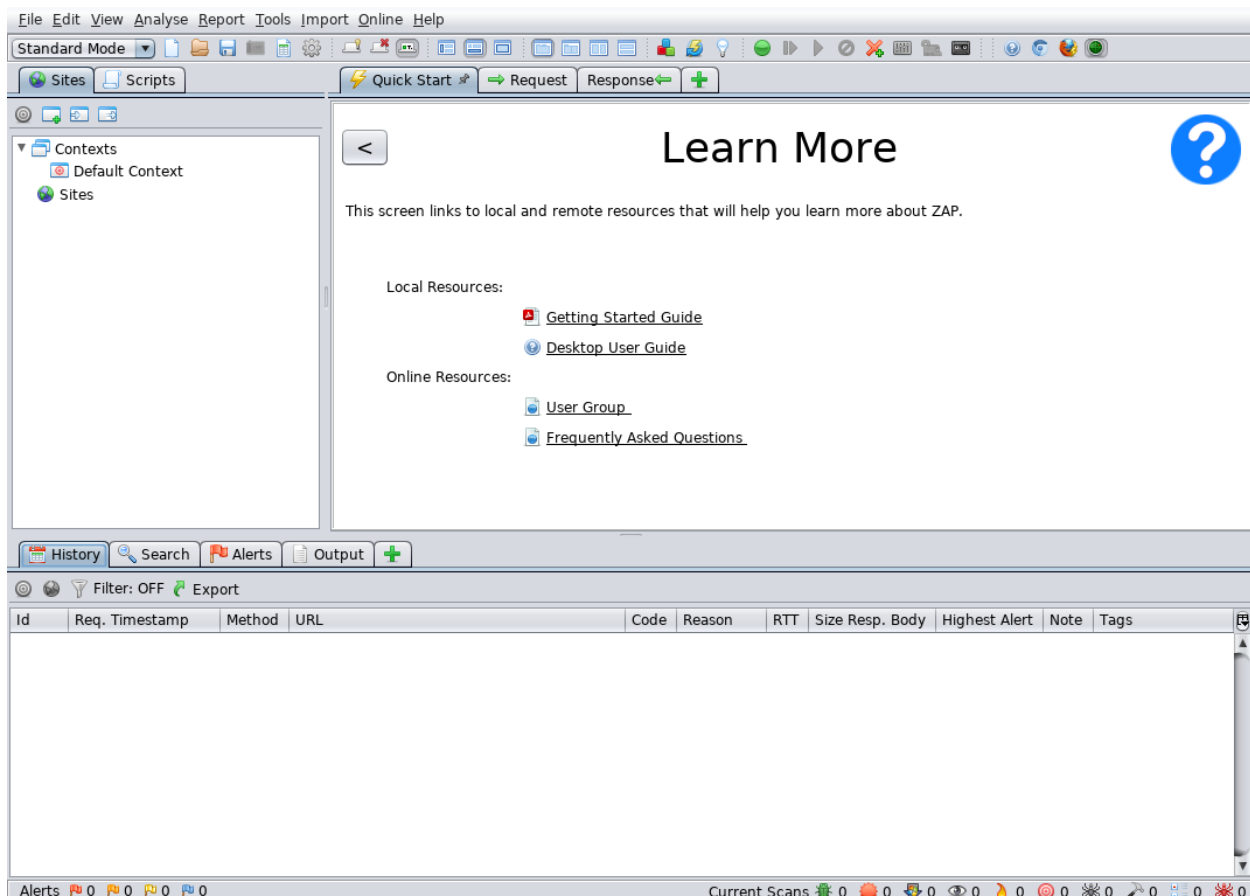 File Edit View Analyse Report Tools Import Online Help
Standard Mode
Sites Scripts
Quick Start Request Response
Contexts
Default Context
Sites
<
Learn More
This screen links to local and remote resources that will help you learn more about ZAP.
Local Resources:
Getting Started Guide
Desktop User Guide
Online Resources:
User Group
Frequently Asked Questions
History Search Alerts Output
Filter: OFF Export
Id Req. Timestamp Method URL Code Reason RTT Size Resp. Body Highest Alert Note Tags
Alerts 0 0 0 0 Current Scans 0 0 0 0 0 0 0 0 0 0